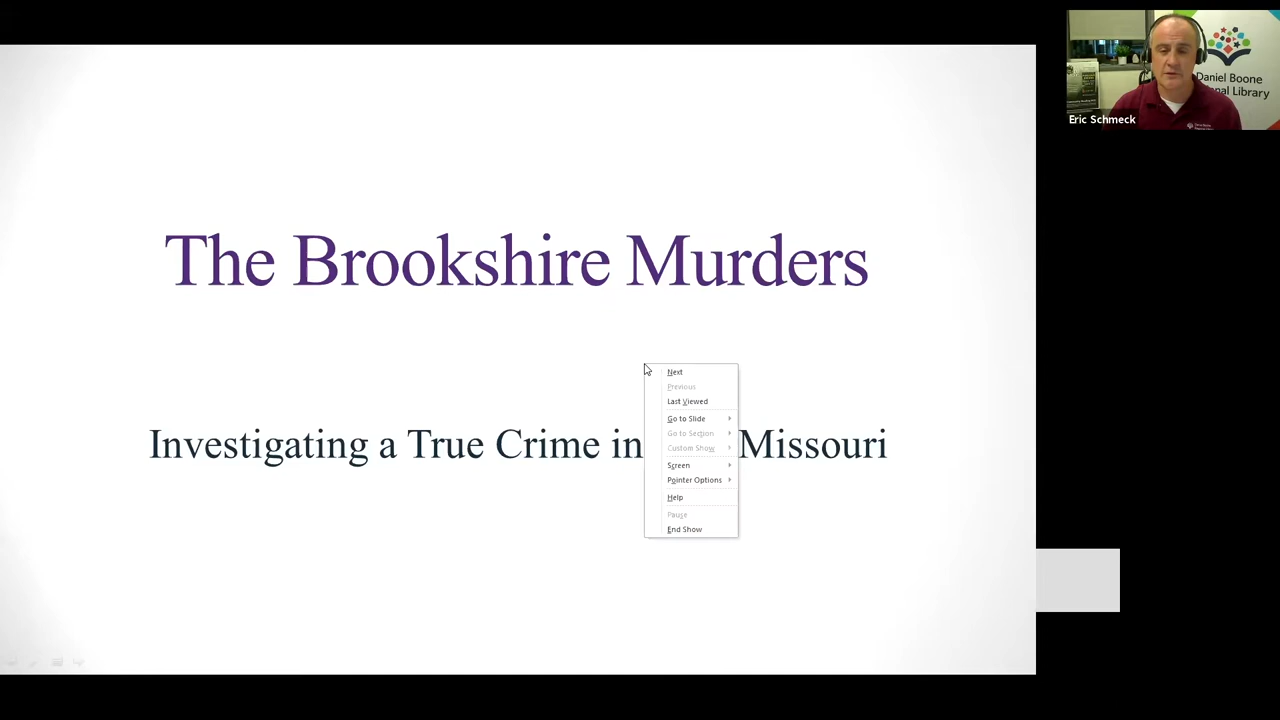 Daniel Boone
ional Library
Eric Schmeck
The Brookshire Murders
Investigating a True Crime in Missouri
Next
Previous
Last Viewed
Go to Slide
Go to Section
Custom Show
Screen
Pointer Options
Help
Pause
End Show